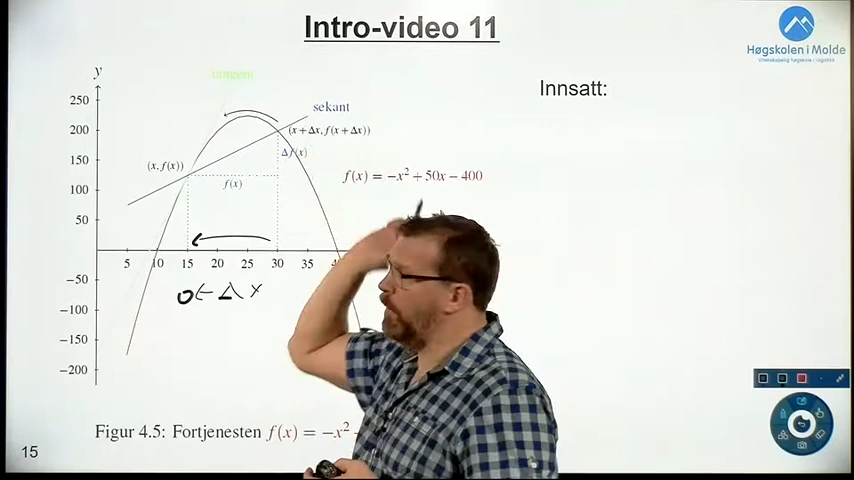 Intro-video 11
Høgskolen i Molde
Vitenskapelig høgskole i logistikk
Innsatt:
y
tangent
sekant
250
200
150
100
50
−50
−100
−150
−200
5
10
15
20
25
30
35
(x + Δx, f(x + Δx))
Δf(x)
(x, f(x))
f(x)
f(x) = −x² + 50x − 400
0 ← Δ x
Figur 4.5: Fortjenesten f(x) = −x²
15